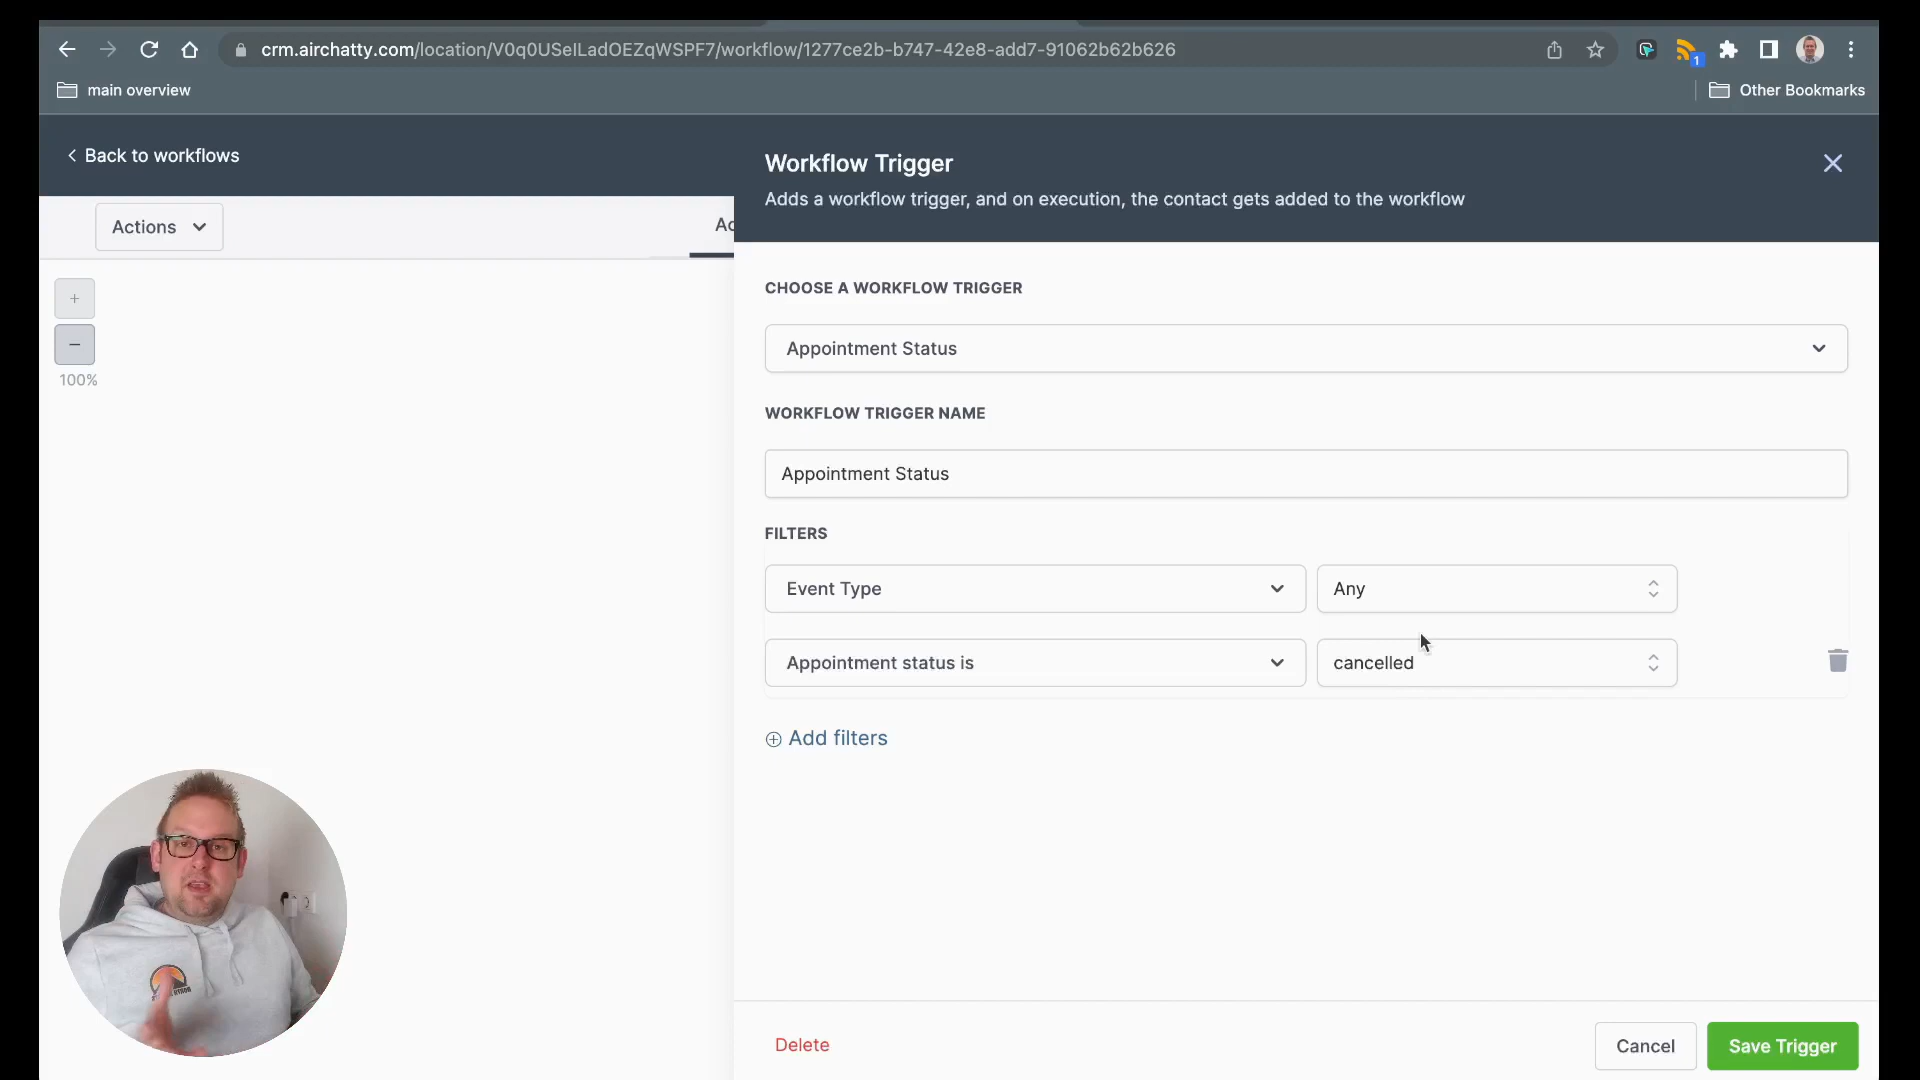 crm.airchatty.com/location/V0q0USeILadOEZqWSPF7/workflow/1277ce2b-b747-42e8-add7-91062b62b626
1
main overview
Other Bookmarks
Back to workflows
Workflow Trigger
Adds a workflow trigger, and on execution, the contact gets added to the workflow
Actions
Ac
CHOOSE A WORKFLOW TRIGGER
+
Appointment Status
−
100%
WORKFLOW TRIGGER NAME
Appointment Status
FILTERS
Event Type
Any
Appointment status is
cancelled
Add filters
Delete
Cancel
Save Trigger